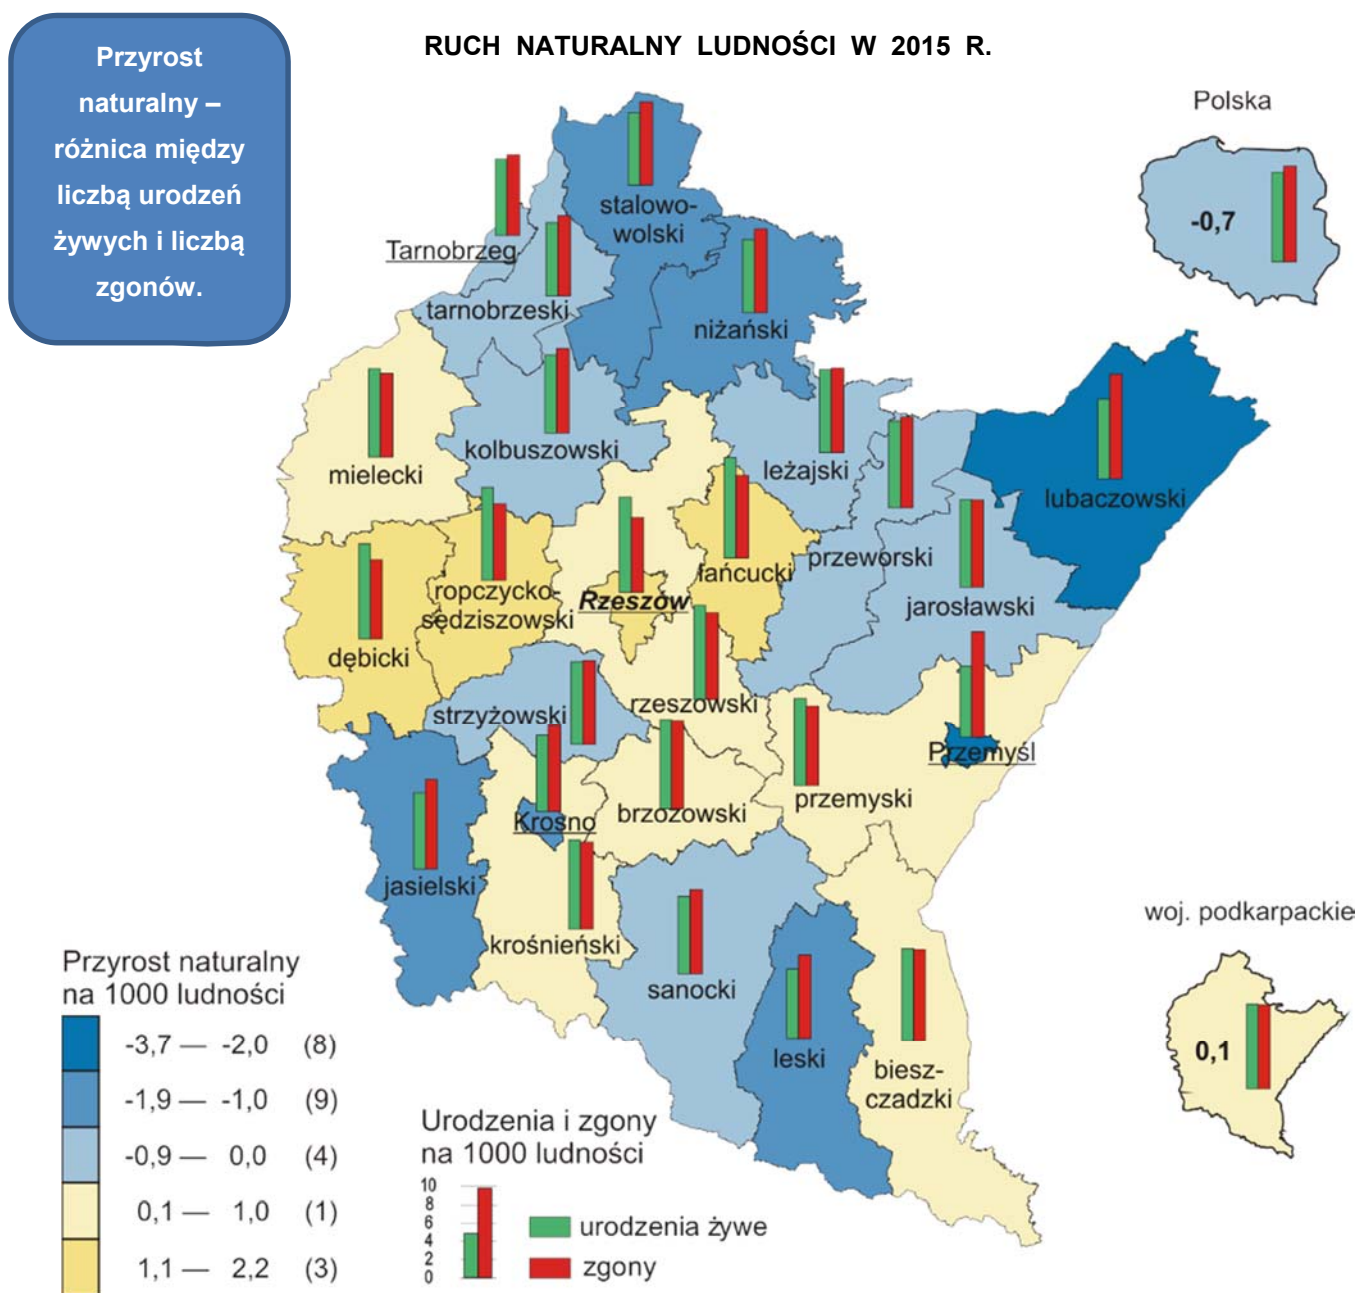 Przyrost
naturalny –
różnica między
liczbą urodzeń
żywych i liczbą
zgonów.
RUCH NATURALNY LUDNOŚCI W 2015 R.
Polska
-0,7
stalowo-
wolski
Tarnobrzeg
tarnobrzeski
niżański
mielecki
kolbuszowski
leżajski
lubaczowski
przeworski
łańcucki
jarosławski
ropczycko-
sędziszowski
Rzeszów
dębicki
rzeszowski
strzyżowski
Przemyśl
przemyski
brzozowski
Krosno
jasielski
krośnieński
sanocki
leski
biesz-
czadzki
woj. podkarpackie
0,1
Przyrost naturalny
na 1000 ludności
-3,7 — -2,0 (8)
-1,9 — -1,0 (9)
-0,9 — 0,0 (4)
0,1 — 1,0 (1)
1,1 — 2,2 (3)
Urodzenia i zgony
na 1000 ludności
10
8
6
4
2
0
urodzenia żywe
zgony